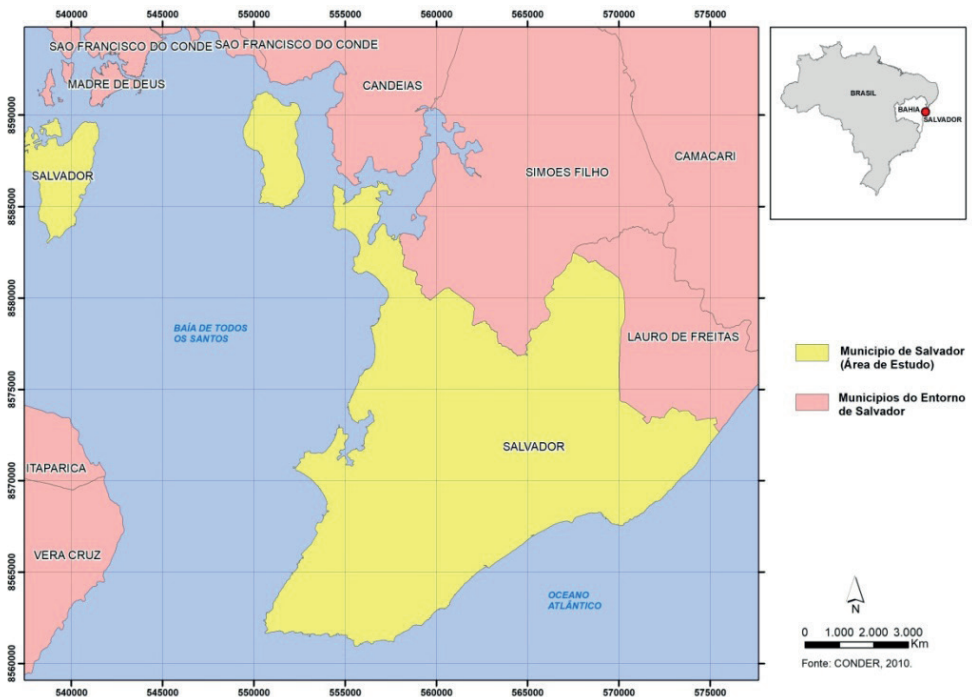 540000 545000 550000 555000 560000 565000 570000 575000
SAO FRANCISCO DO CONDE
SAO FRANCISCO DO CONDE
MADRE DE DEUS
CANDEIAS
SALVADOR
SIMOES FILHO
CAMACARI
BAÍA DE TODOS
OS SANTOS
LAURO DE FREITAS
SALVADOR
ITAPARICA
VERA CRUZ
OCEANO
ATLÂNTICO
8590000
8585000
8580000
8575000
8570000
8565000
8560000
540000 545000 550000 555000 560000 565000 570000 575000
BRASIL
BAHIA
SALVADOR
Municipio de Salvador
(Área de Estudo)
Municipios do Entorno
de Salvador
N
0 1.000 2.000 3.000
Km
Fonte: CONDER, 2010.